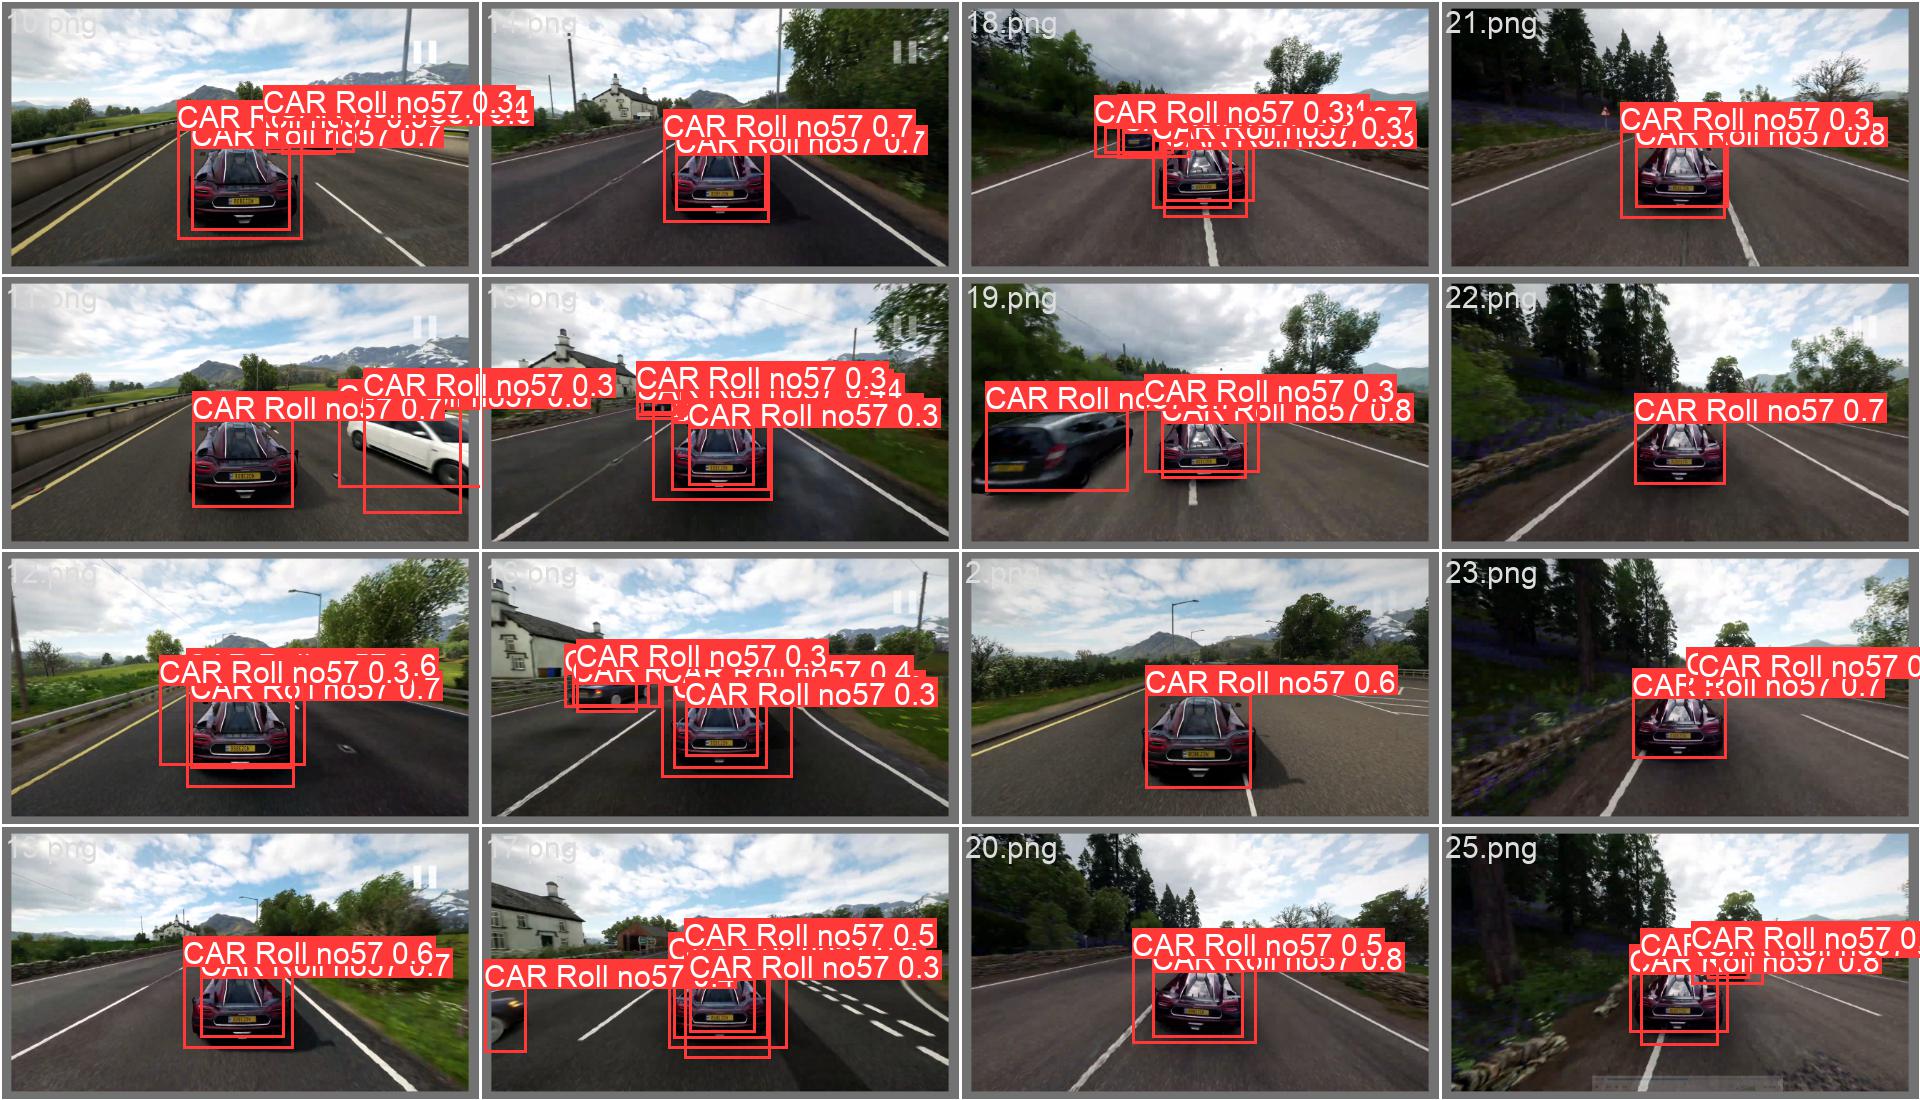 10.png
CAR Roll no57 0.3
CAR Roll no57 0.7
14.png
CAR Roll no57 0.7
CAR Roll no57 0.7
18.png
CAR Roll no57 0.3
CAR Roll no57 0.3
21.png
CAR Roll no57 0.3
CAR Roll no57 0.8
11.png
CAR Roll no57 0.3
CAR Roll no57 0.7
15.png
CAR Roll no57 0.3
CAR Roll no57 0.3
19.png
CAR Roll
CAR Roll no57 0.3
CAR Roll no57 0.8
22.png
CAR Roll no57 0.7
12.png
CAR Roll no57 0.3
CAR Roll no57 0.7
16.png
CAR Roll no57 0.3
CAR Roll no57 0.4
CAR Roll no57 0.3
2.png
CAR Roll no57 0.6
23.png
CAR Roll no57 0
CAR Roll no57 0.7
13.png
CAR Roll no57 0.6
CAR Roll no57 0.7
17.png
CAR Roll no57 0.5
CAR Roll no57 0.3
CAR Roll no57 0.4
20.png
CAR Roll no57 0.5
CAR Roll no57 0.8
25.png
CAR Roll no57 0.
CAR Roll no57 0.8